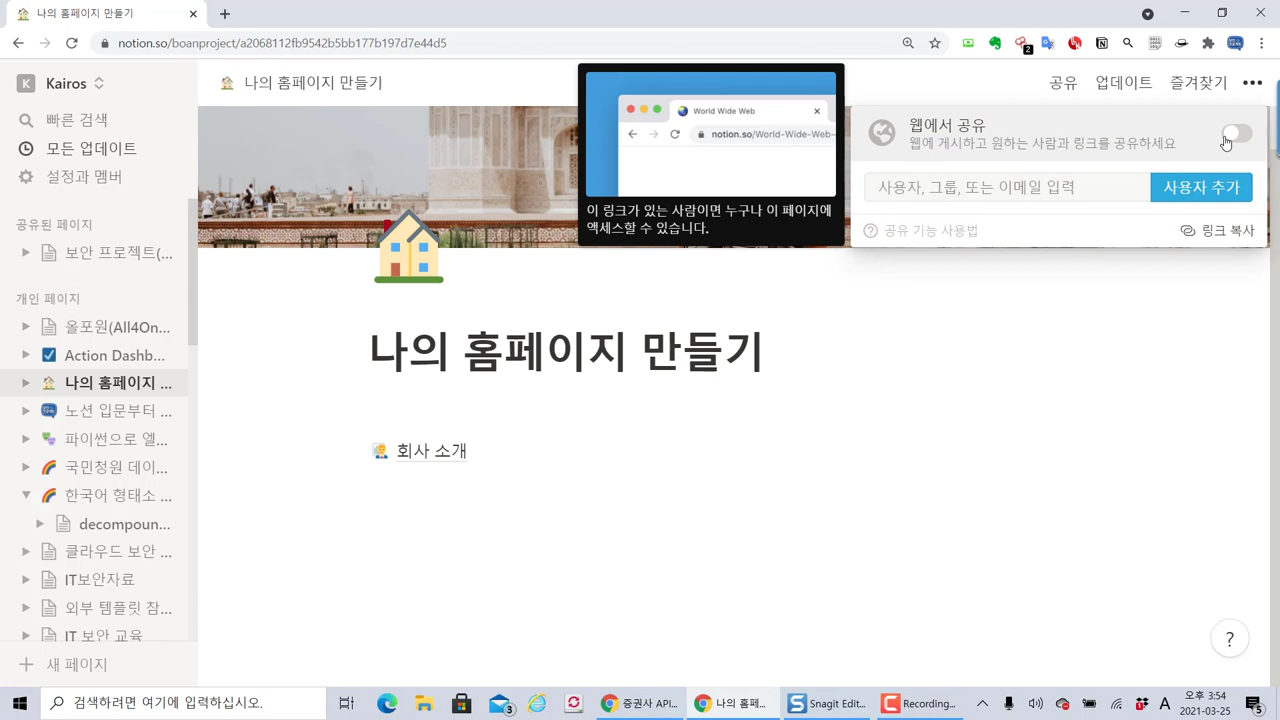 나의 홈페이지 만들기
notion.so/boanproject/a2068112fb9542b5bb177b197d7e44d5
2
K Kairos
나의 홈페이지 만들기
공유 업데이트 즐겨찾기
빠른 검색
모든 업데이트
설정과 멤버
공유된 페이지
보안 프로젝트(...
개인 페이지
올포원(All4On...
Action Dashb...
나의 홈페이지 ...
노션 입문부터 ...
파이썬으로 엘...
국민청원 데이...
한국어 형태소 ...
decompoun...
클라우드 보안 ...
IT보안자료
외부 템플릿 참...
IT 보안 교육
새 페이지
World Wide Web
notion.so/World-Wide-Web-
이 링크가 있는 사람이면 누구나 이 페이지에
액세스할 수 있습니다.
웹에서 공유
웹에 게시하고 원하는 사람과 링크를 공유하세요
사용자, 그룹, 또는 이메일 입력
사용자 추가
공유 기능 사용법
링크 복사
나의 홈페이지 만들기
회사 소개
?
검색하려면 여기에 입력하십시오.
3
증권사 API...
나의 홈페...
Snagit Edit...
Recording...
A
오후 3:54
2021-03-25
5